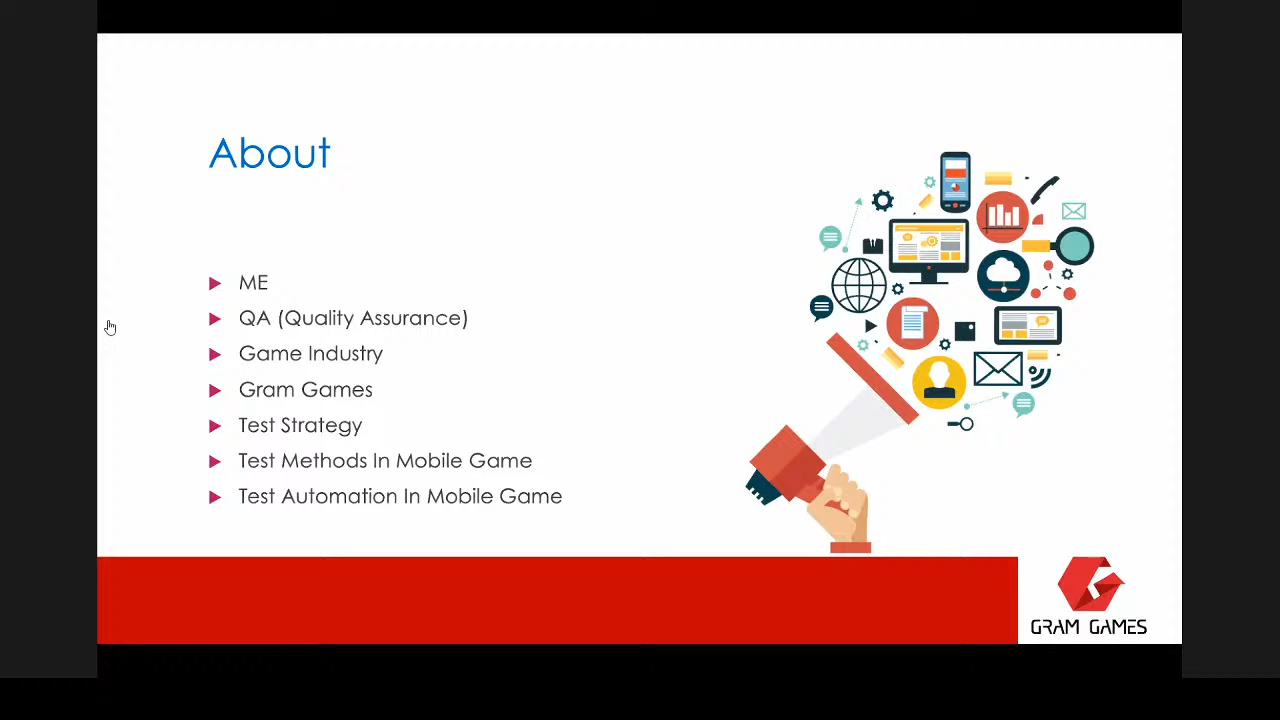 About
ME
QA (Quality Assurance)
Game Industry
Gram Games
Test Strategy
Test Methods In Mobile Game
Test Automation In Mobile Game
GRAM GAMES